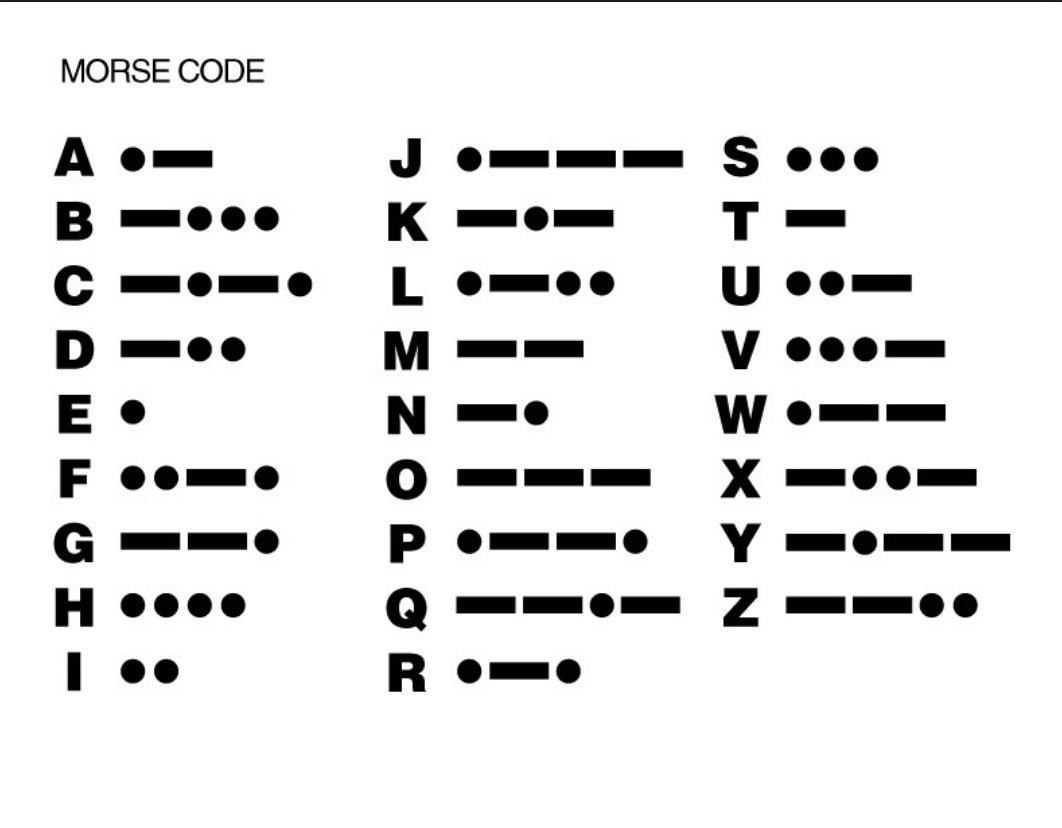 MORSE CODE
A ●—
B —●●●
C —●—●
D —●●
E ●
F ●●—●
G ——●
H ●●●●
I ●●
J ●———
K —●—
L ●—●●
M ——
N —●
O ———
P ●——●
Q ——●—
R ●—●
S ●●●
T —
U ●●—
V ●●●—
W ●——
X —●●—
Y —●——
Z ——●●